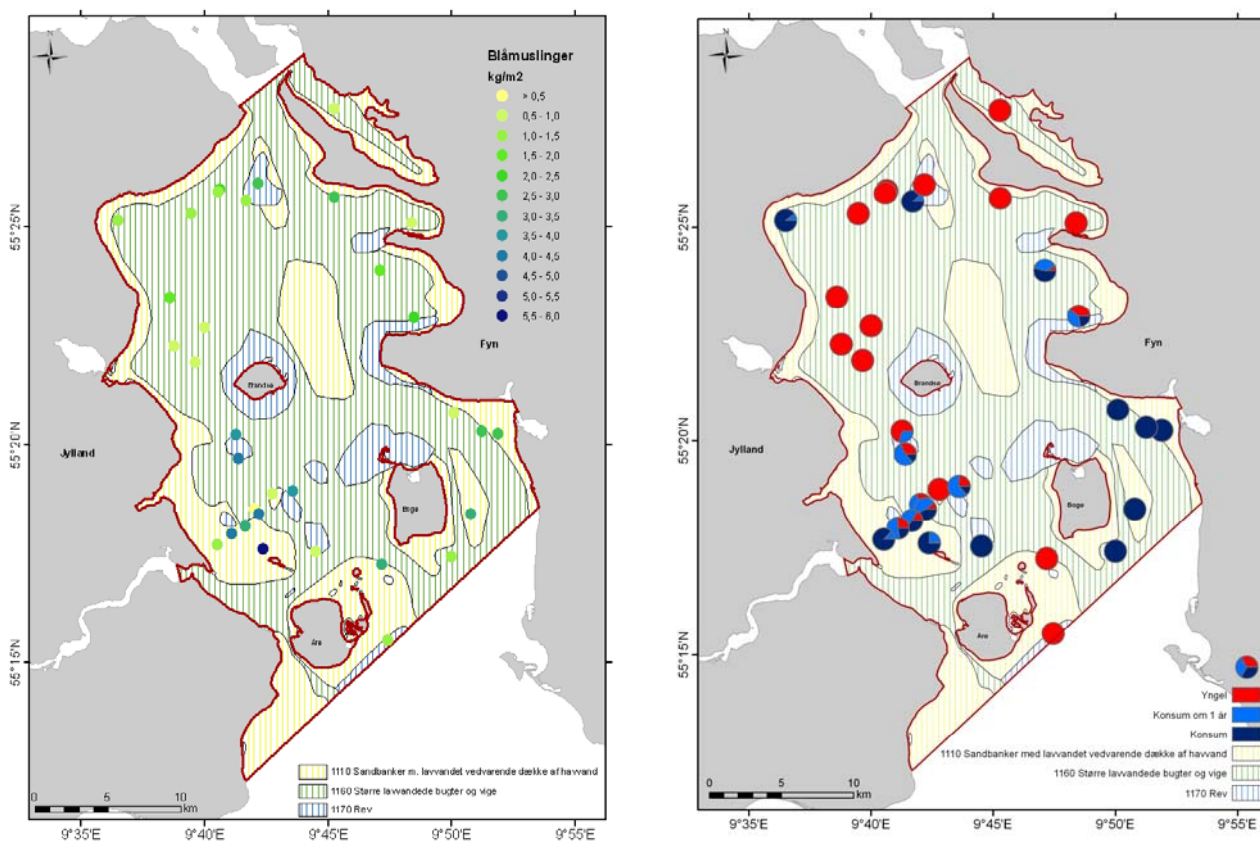 N
Blåmuslinger
kg/m2
> 0,5
0,5 - 1,0
1,0 - 1,5
1,5 - 2,0
2,0 - 2,5
2,5 - 3,0
3,0 - 3,5
3,5 - 4,0
4,0 - 4,5
4,5 - 5,0
5,0 - 5,5
5,5 - 6,0
55°25'N
55°20'N
55°15'N
Fyn
Brandsø
Jylland
Bågø
Årø
1110 Sandbanker m. lavvandet vedvarende dække af havvand
1160 Større lavvandede bugter og vige
1170 Rev
0 5 10
km
9°35'E 9°40'E 9°45'E 9°50'E 9°55'E
N
55°25'N
55°20'N
55°15'N
Fyn
Brandsø
Jylland
Bågø
Årø
Yngel
Konsum om 1 år
Konsum
1110 Sandbanker med lavvandet vedvarende dække af havvand
1160 Større lavvandede bugter og vige
1170 Rev
0 5 10
km
9°35'E 9°40'E 9°45'E 9°50'E 9°55'E